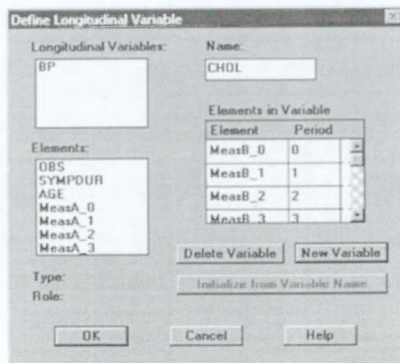 Define Longitudinal Variable
Longitudinal Variables:
BP
Name:
CHOL
Elements in Variable
Element Period
MeasB_0 0
MeasB_1 1
MeasB_2 2
MeasB_3 3
Elements:
OBS
SYMPDUR
AGE
MeasA_0
MeasA_1
MeasA_2
MeasA_3
Delete Variable New Variable
Initialize from Variable Name
Type:
Role:
OK Cancel Help